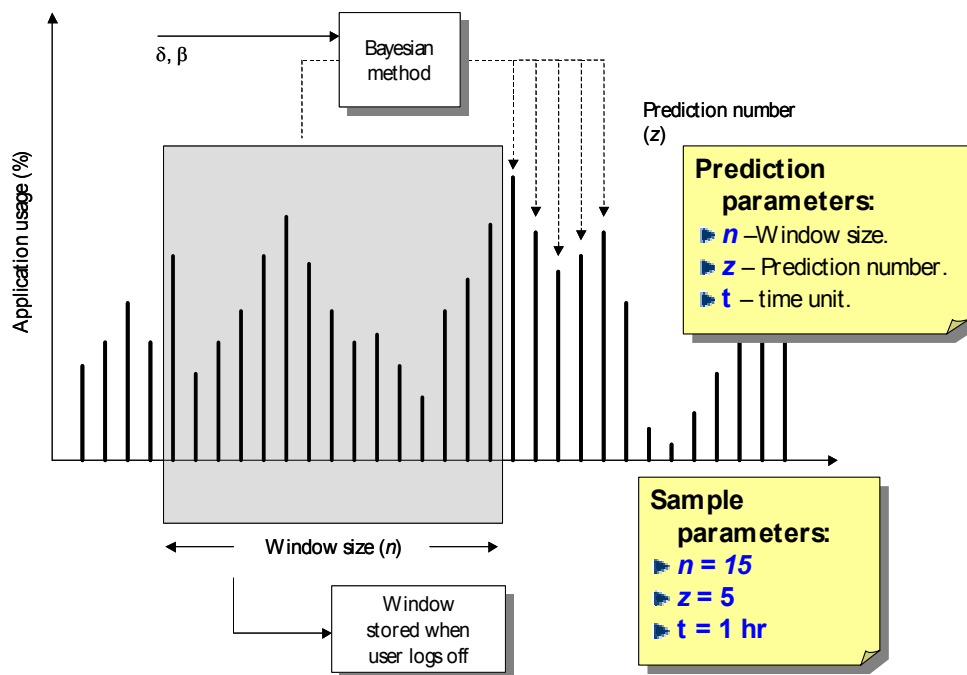 δ, β
Bayesian
method
Prediction number
(z)
Application usage (%)
Prediction
parameters:
n –Window size.
z – Prediction number.
t – time unit.
Window size (n)
Sample
parameters:
n = 15
z = 5
t = 1 hr
Window
stored when
user logs off